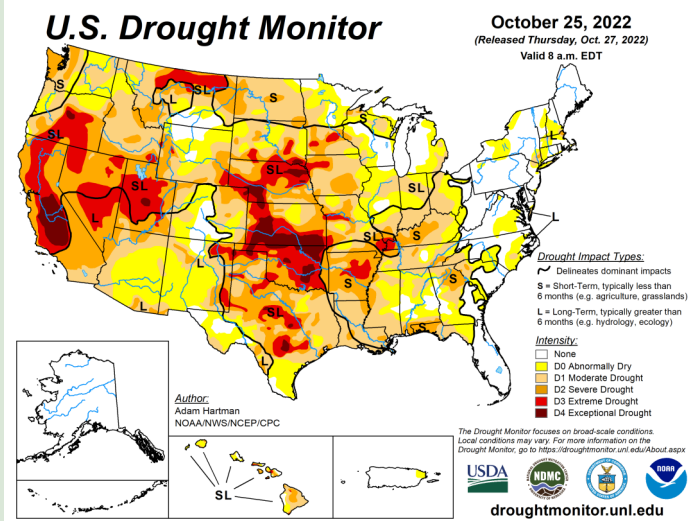 U.S. Drought Monitor
October 25, 2022
(Released Thursday, Oct. 27, 2022)
Valid 8 a.m. EDT
S
L
SL
S
S
L
SL
SL
SL
SL
L
SL
S
L
S
S
L
L
SL
L
S
SL
Drought Impact Types:
Delineates dominant impacts
S = Short-Term, typically less than
6 months (e.g. agriculture, grasslands)
L = Long-Term, typically greater than
6 months (e.g. hydrology, ecology)
Intensity:
None
D0 Abnormally Dry
D1 Moderate Drought
D2 Severe Drought
D3 Extreme Drought
D4 Exceptional Drought
Author:
Adam Hartman
NOAA/NWS/NCEP/CPC
The Drought Monitor focuses on broad-scale conditions.
Local conditions may vary. For more information on the
Drought Monitor, go to https://droughtmonitor.unl.edu/About.aspx
USDA
NDMC
NOAA
droughtmonitor.unl.edu